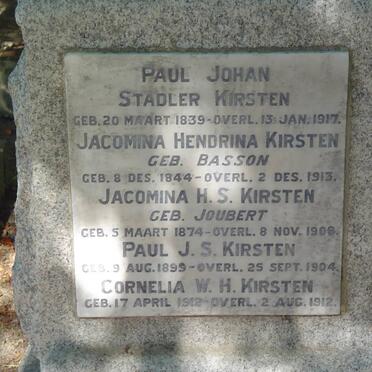 PAUL JOHAN
STADLER KIRSTEN
GEB. 20 MAART 1839-OVERL. 13 JAN. 1917.
JACOMINA HENDRINA KIRSTEN
GEB. BASSON
GEB. 8 DES. 1844-OVERL. 2 DES. 1913.
JACOMINA H. S. KIRSTEN
GEB. JOUBERT
GEB. 5 MAART 1874-OVERL. 8 NOV. 1908.
PAUL J. S. KIRSTEN
GEB. 9 AUG. 1899-OVERL. 25 SEPT. 1904.
CORNELIA W. H. KIRSTEN
GEB. 17 APRIL 1912-OVERL. 2 AUG. 1912.